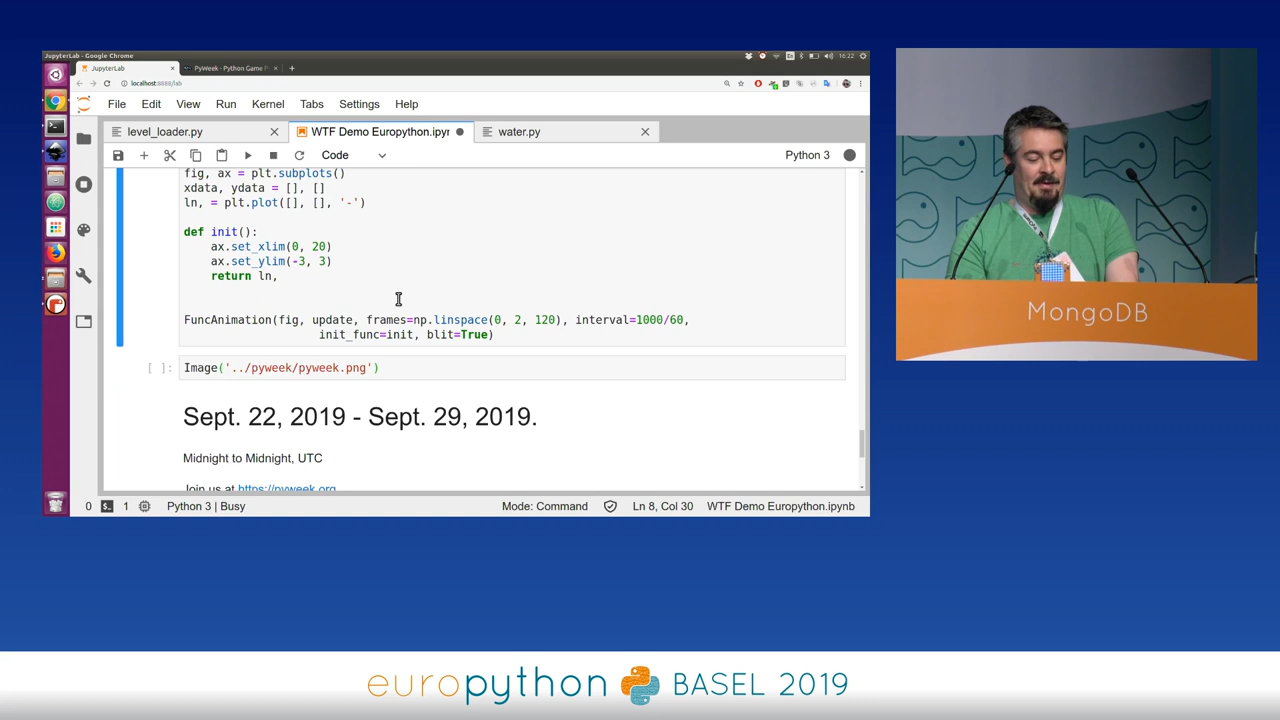 JupyterLab - Google Chrome
16:22
JupyterLab
PyWeek - Python Game P
localhost:8888/lab
File Edit View Run Kernel Tabs Settings Help
level_loader.py
WTF Demo Europython.ipyr
water.py
Code
Python 3
fig, ax = plt.subplots()
xdata, ydata = [], []
ln, = plt.plot([], [], '-')
def init():
ax.set_xlim(0, 20)
ax.set_ylim(-3, 3)
return ln,
FuncAnimation(fig, update, frames=np.linspace(0, 2, 120), interval=1000/60,
init_func=init, blit=True)
[ ]: Image('../pyweek/pyweek.png')
Sept. 22, 2019 - Sept. 29, 2019.
Midnight to Midnight, UTC
Join us at https://pyweek.org
0 1 Python 3 | Busy Mode: Command Ln 8, Col 30 WTF Demo Europython.ipynb
MongoDB
europython BASEL 2019